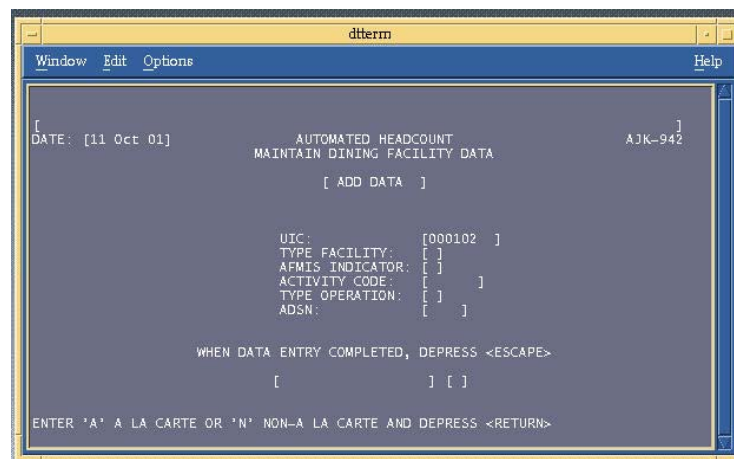 dtterm
Window Edit Options Help
[ ]
DATE: [11 Oct 01] AUTOMATED HEADCOUNT AJK-942
MAINTAIN DINING FACILITY DATA
[ ADD DATA ]
UIC: [000102 ]
TYPE FACILITY: [ ]
AFMIS INDICATOR: [ ]
ACTIVITY CODE: [ ]
TYPE OPERATION: [ ]
ADSN: [ ]
WHEN DATA ENTRY COMPLETED, DEPRESS <ESCAPE>
[ ] [ ]
ENTER 'A' A LA CARTE OR 'N' NON-A LA CARTE AND DEPRESS <RETURN>